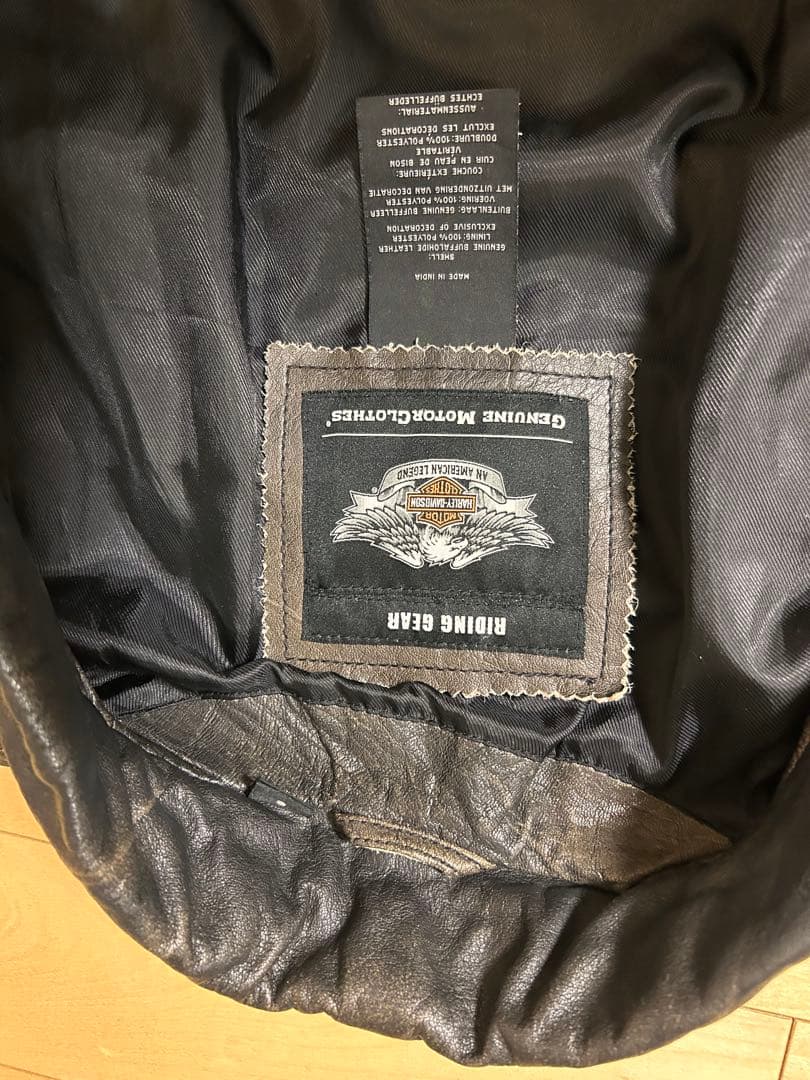 RIDING GEAR
MOTOR
HARLEY-DAVIDSON
CLOTHES
AN AMERICAN LEGEND
®
GENUINE MOTORCLOTHES®
MADE IN INDIA
SHELL:
GENUINE BUFFALOHIDE LEATHER
LINING:100% POLYESTER
EXCLUSIVE OF DECORATION
BUITENLAAG: GENUINE BUFFELLEER
VOERING:100% POLYESTER
MET UITZONDERING VAN DECORATIE
COUCHE EXTÉRIEURE:
CUIR EN PEAU DE BISON
VÉRITABLE
DOUBLURE:100% POLYESTER
EXCLUT LES DÉCORATIONS
AUSSENMATERIAL:
ECHTES BÜFFELLEDER